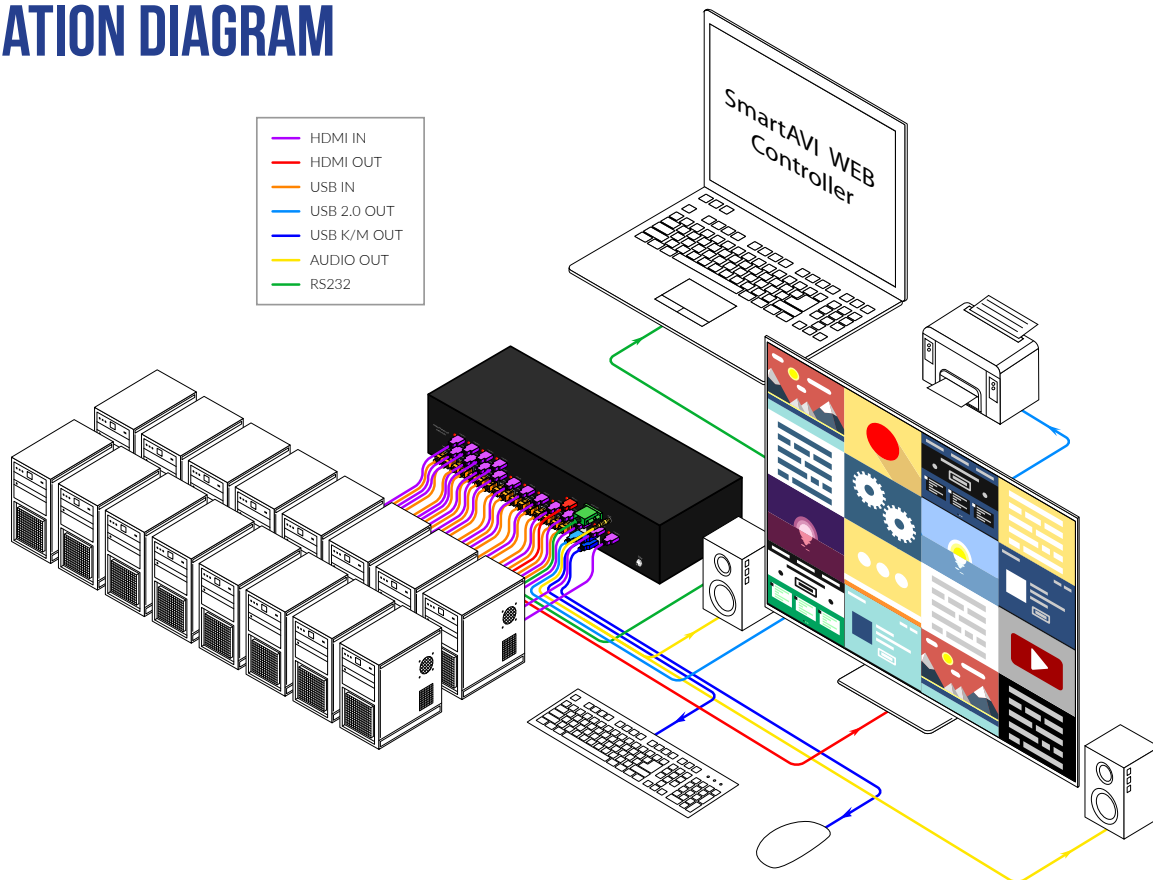 ATION DIAGRAM
HDMI IN
HDMI OUT
USB IN
USB 2.0 OUT
USB K/M OUT
AUDIO OUT
RS232
SmartAVI WEB
Controller